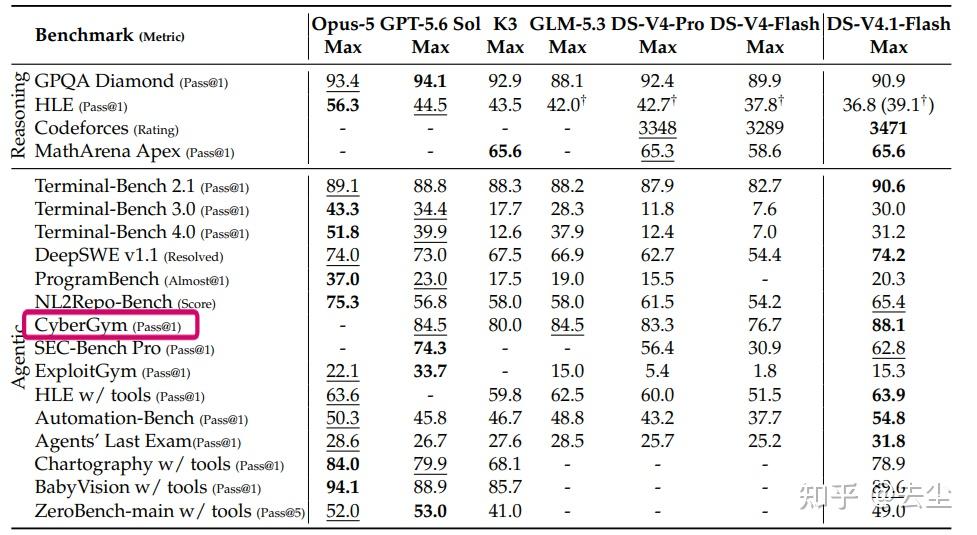 Benchmark (Metric) Opus-5 Max GPT-5.6 Sol Max K3 Max GLM-5.3 Max DS-V4-Pro Max DS-V4-Flash Max DS-V4.1-Flash Max
Reasoning
GPQA Diamond (Pass@1) 93.4 94.1 92.9 88.1 92.4 89.9 90.9
HLE (Pass@1) 56.3 44.5 43.5 42.0† 42.7† 37.8† 36.8 (39.1†)
Codeforces (Rating) - - - - 3348 3289 3471
MathArena Apex (Pass@1) - - 65.6 - 65.3 58.6 65.6
Agentic
Terminal-Bench 2.1 (Pass@1) 89.1 88.8 88.3 88.2 87.9 82.7 90.6
Terminal-Bench 3.0 (Pass@1) 43.3 34.4 17.7 28.3 11.8 7.6 30.0
Terminal-Bench 4.0 (Pass@1) 51.8 39.9 12.6 37.9 12.4 7.0 31.2
DeepSWE v1.1 (Resolved) 74.0 73.0 67.5 66.9 62.7 54.4 74.2
ProgramBench (Almost@1) 37.0 23.0 17.5 19.0 15.5 - 20.3
NL2Repo-Bench (Score) 75.3 56.8 58.0 58.0 61.5 54.2 65.4
CyberGym (Pass@1) - 84.5 80.0 84.5 83.3 76.7 88.1
SEC-Bench Pro (Pass@1) - 74.3 - - 56.4 30.9 62.8
ExploitGym (Pass@1) 22.1 33.7 - 15.0 5.4 1.8 15.3
HLE w/ tools (Pass@1) 63.6 - 59.8 62.5 60.0 51.5 63.9
Automation-Bench (Pass@1) 50.3 45.8 46.7 48.8 43.2 37.7 54.8
Agents' Last Exam(Pass@1) 28.6 26.7 27.6 28.5 25.7 25.2 31.8
Chartography w/ tools (Pass@1) 84.0 79.9 68.1 - - - 78.9
BabyVision w/ tools (Pass@1) 94.1 88.9 85.7 - - -
ZeroBench-main w/ tools (Pass@5) 52.0 53.0 41.0 - - - 49.0
知乎 @去尘